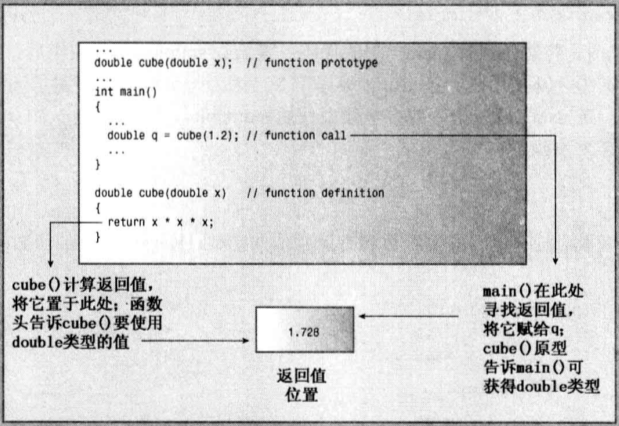 ...
double cube(double x);  // function prototype
...
int main()
{
  ...
  double q = cube(1.2); // function call
  ...
}
double cube(double x)   // function definition
{
  return x * x * x;
}
cube()计算返回值，
将它置于此处；函数
头告诉cube()要使用
double类型的值
1.728
返回值
位置
main()在此处
寻找返回值，
将它赋给q；
cube()原型
告诉main()可
获得double类型